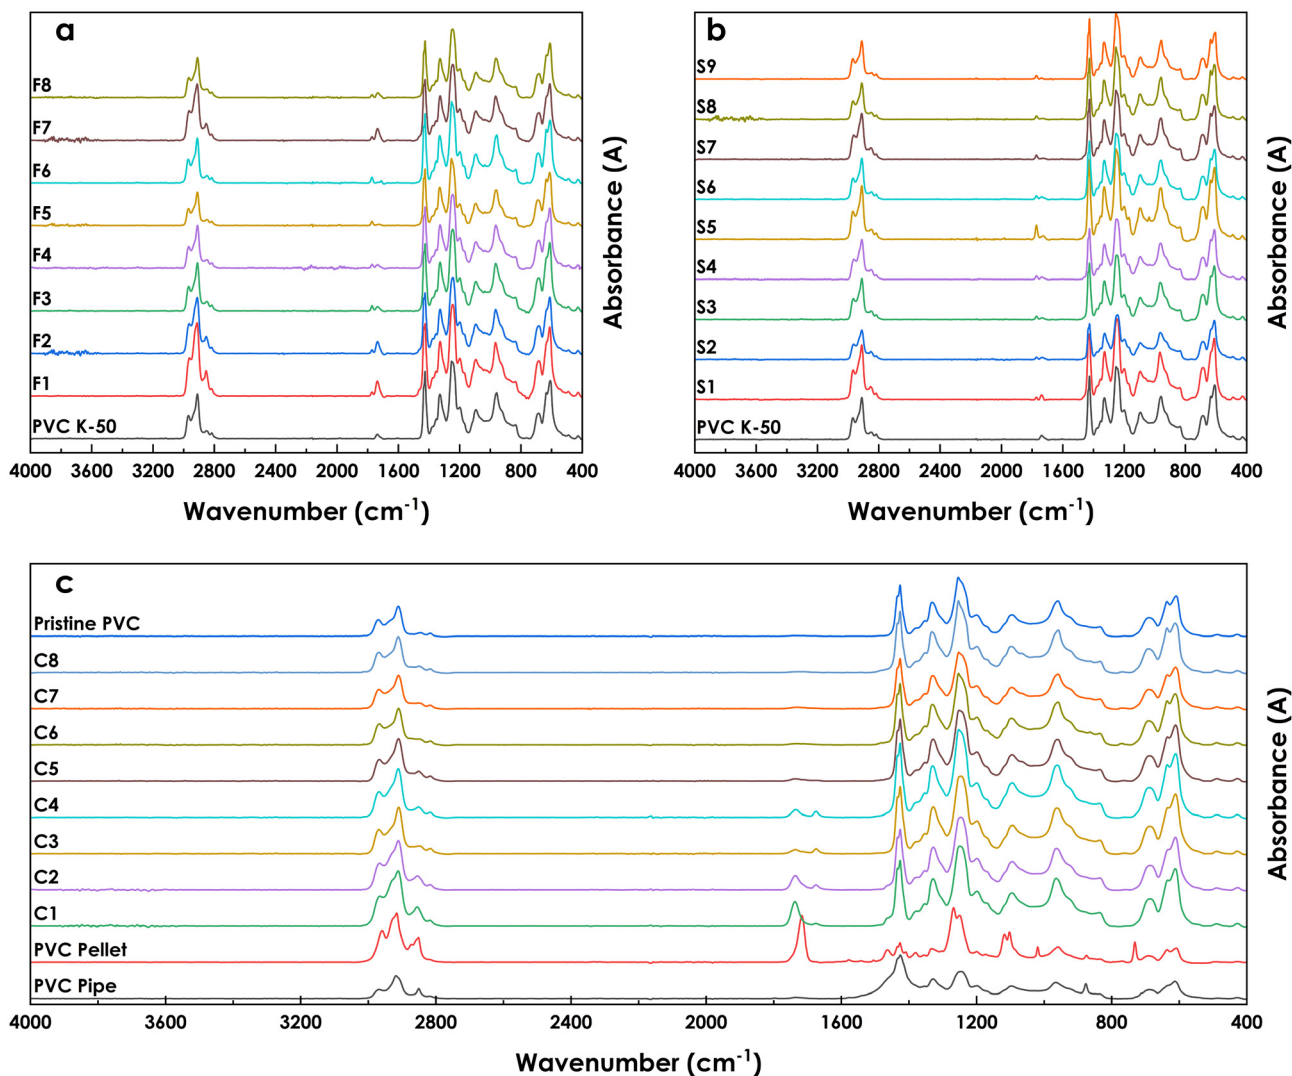 a
F8
F7
F6
F5
F4
F3
F2
F1
PVC K-50
4000 3600 3200 2800 2400 2000 1600 1200 800 400
Wavenumber (cm⁻¹)
Absorbance (A)
b
S9
S8
S7
S6
S5
S4
S3
S2
S1
PVC K-50
4000 3600 3200 2800 2400 2000 1600 1200 800 400
Wavenumber (cm⁻¹)
Absorbance (A)
c
Pristine PVC
C8
C7
C6
C5
C4
C3
C2
C1
PVC Pellet
PVC Pipe
4000 3600 3200 2800 2400 2000 1600 1200 800 400
Wavenumber (cm⁻¹)
Absorbance (A)